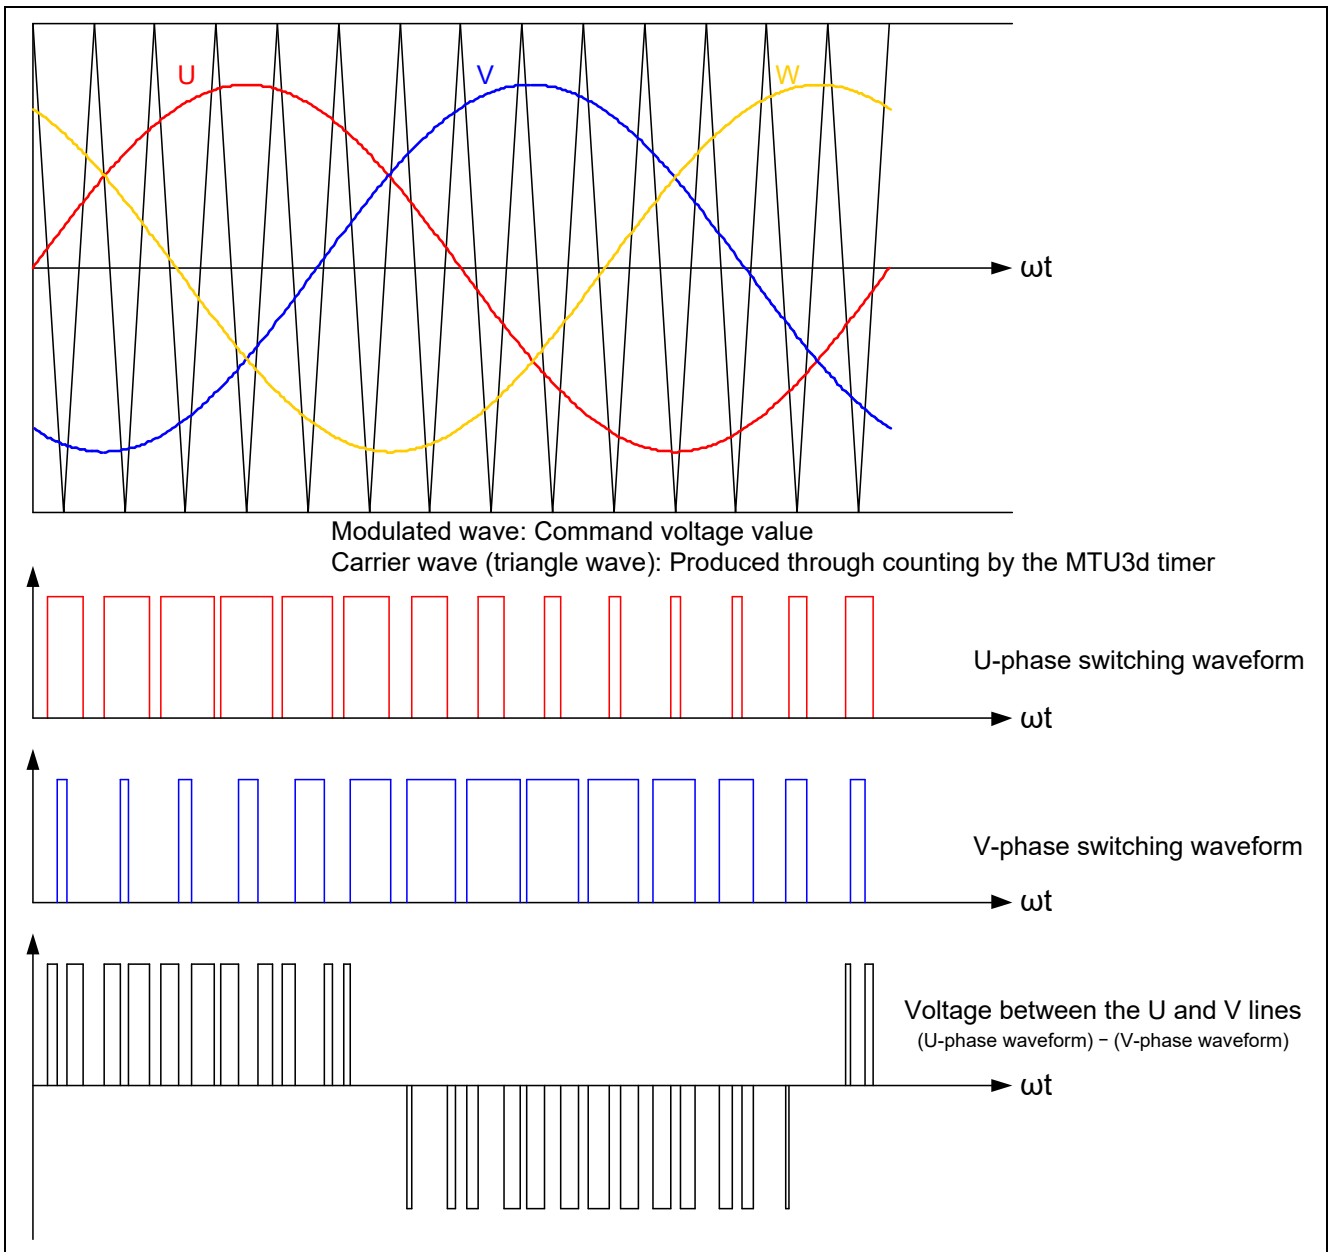 U
V
W
ωt
Modulated wave: Command voltage value
Carrier wave (triangle wave): Produced through counting by the MTU3d timer
U-phase switching waveform
ωt
V-phase switching waveform
ωt
Voltage between the U and V lines
(U-phase waveform) − (V-phase waveform)
ωt